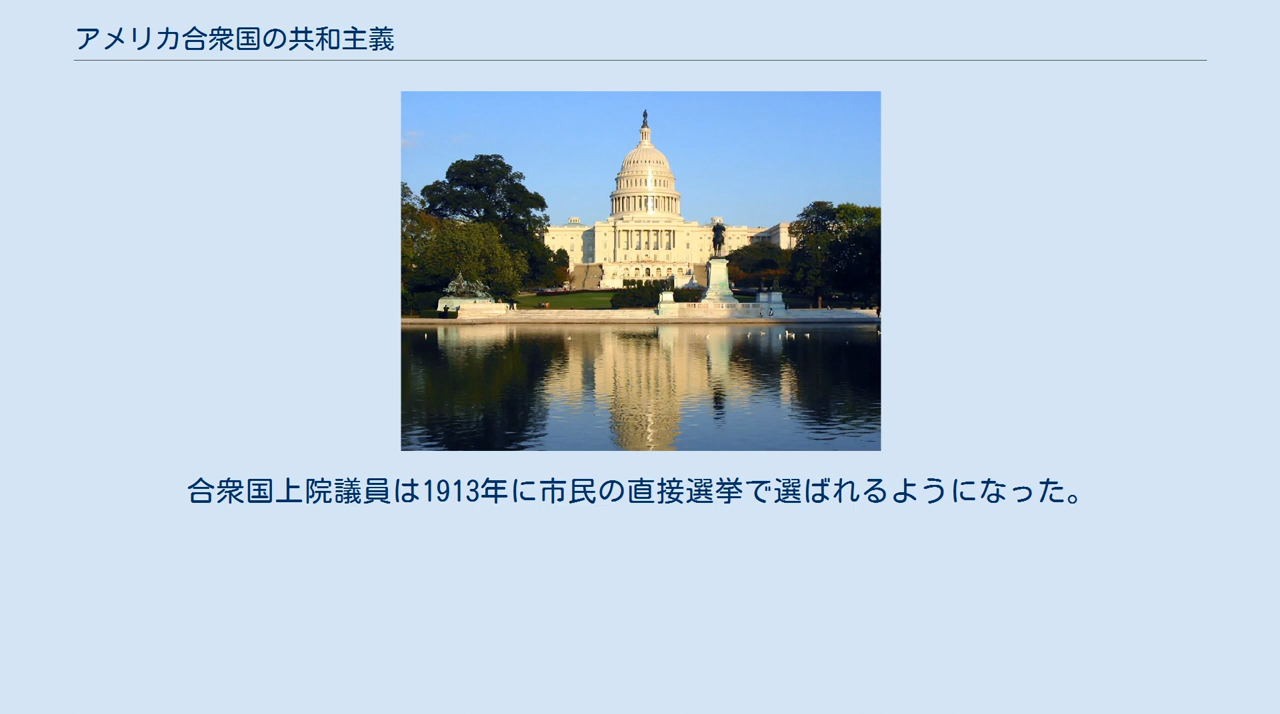 アメリカ合衆国の共和主義
合衆国上院議員は1913年に市民の直接選挙で選ばれるようになった。